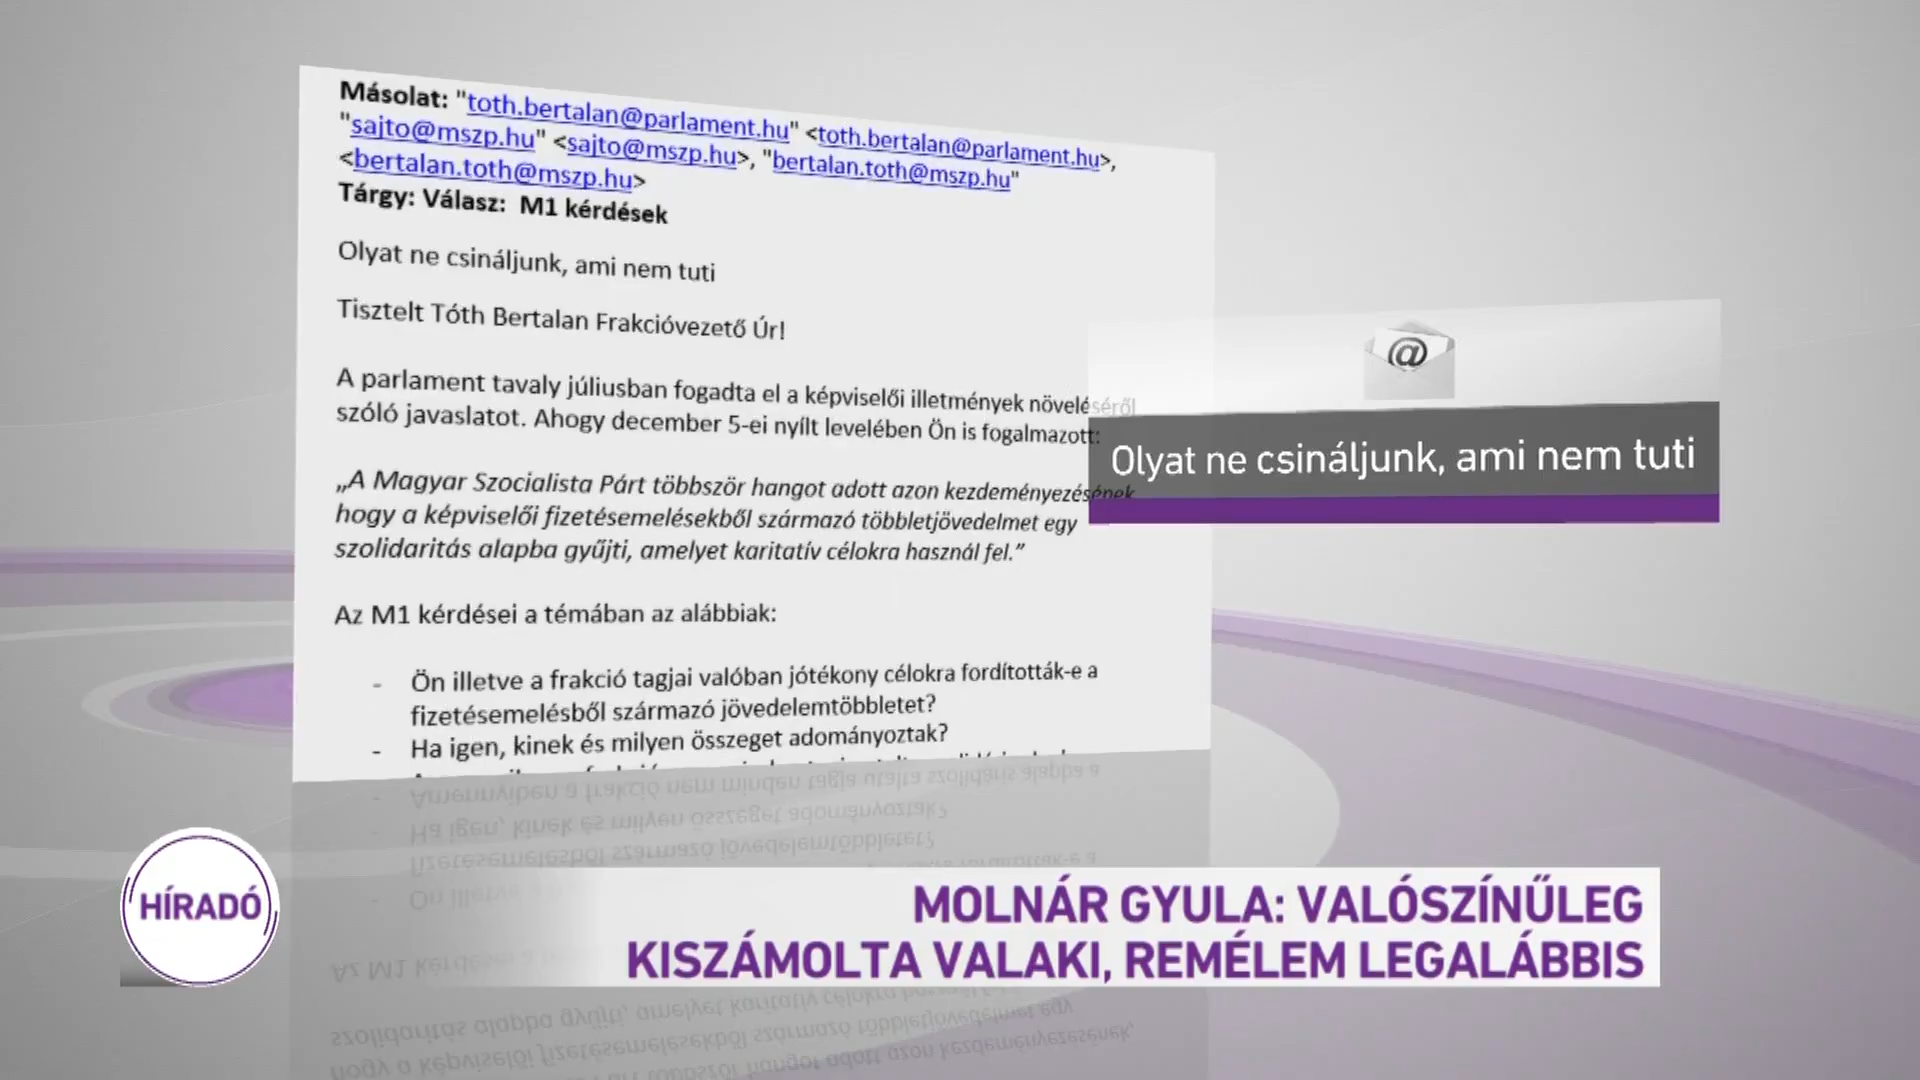 Másolat: "toth.bertalan@parlament.hu" <toth.bertalan@parlament.hu>,
"sajto@mszp.hu" <sajto@mszp.hu>, "bertalan.toth@mszp.hu"
<bertalan.toth@mszp.hu>
Tárgy: Válasz: M1 kérdések
Olyat ne csináljunk, ami nem tuti
Tisztelt Tóth Bertalan Frakcióvezető Úr!
A parlament tavaly júliusban fogadta el a képviselői illetmények növeléséről
szóló javaslatot. Ahogy december 5-ei nyílt levelében Ön is fogalmazott:
„A Magyar Szocialista Párt többször hangot adott azon kezdeményezésének
hogy a képviselői fizetésemelésekből származó többletjövedelmet egy
szolidaritás alapba gyűjti, amelyet karitatív célokra használ fel.”
Az M1 kérdései a témában az alábbiak:
- Ön illetve a frakció tagjai valóban jótékony célokra fordították-e a
fizetésemelésből származó jövedelemtöbbletet?
- Ha igen, kinek és milyen összeget adományoztak?
Olyat ne csináljunk, ami nem tuti
HÍRADÓ
MOLNÁR GYULA: VALÓSZÍNŰLEG
KISZÁMOLTA VALAKI, REMÉLEM LEGALÁBBIS